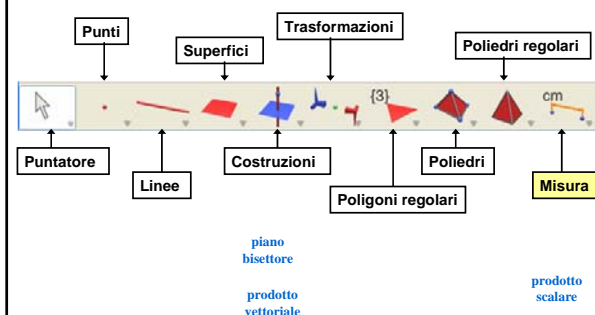 Punti
Superfici
Trasformazioni
Poliedri regolari
{3}
cm
Puntatore
Linee
Costruzioni
Poligoni regolari
Poliedri
Misura
piano
bisettore
prodotto
vettoriale
prodotto
scalare